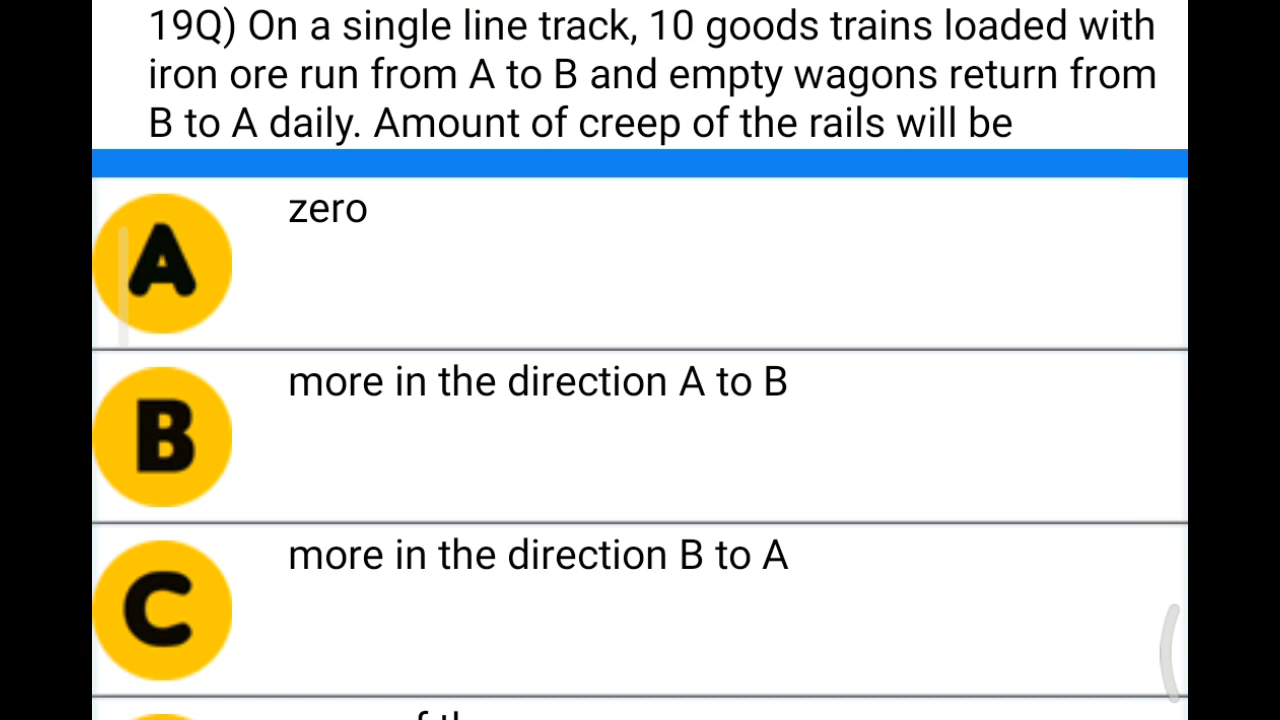 19Q) On a single line track, 10 goods trains loaded with
iron ore run from A to B and empty wagons return from
B to A daily. Amount of creep of the rails will be
A
zero
B
more in the direction A to B
C
more in the direction B to A